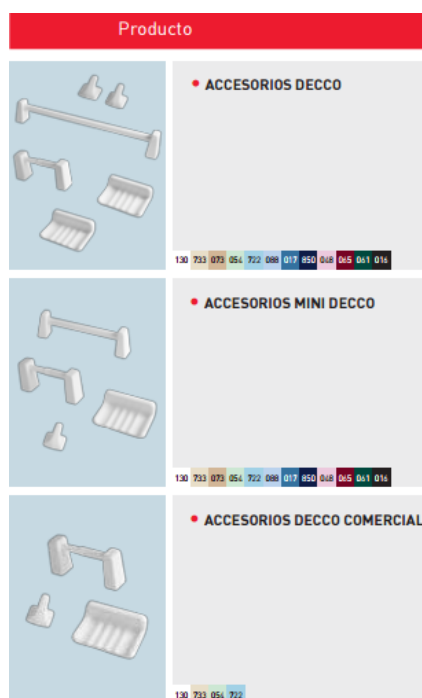 Producto
• ACCESORIOS DECCO
130 733 073 054 722 088 017 850 048 065 061 016
• ACCESORIOS MINI DECCO
130 733 073 054 722 088 017 850 048 065 061 016
• ACCESORIOS DECCO COMERCIAL
130 733 054 722